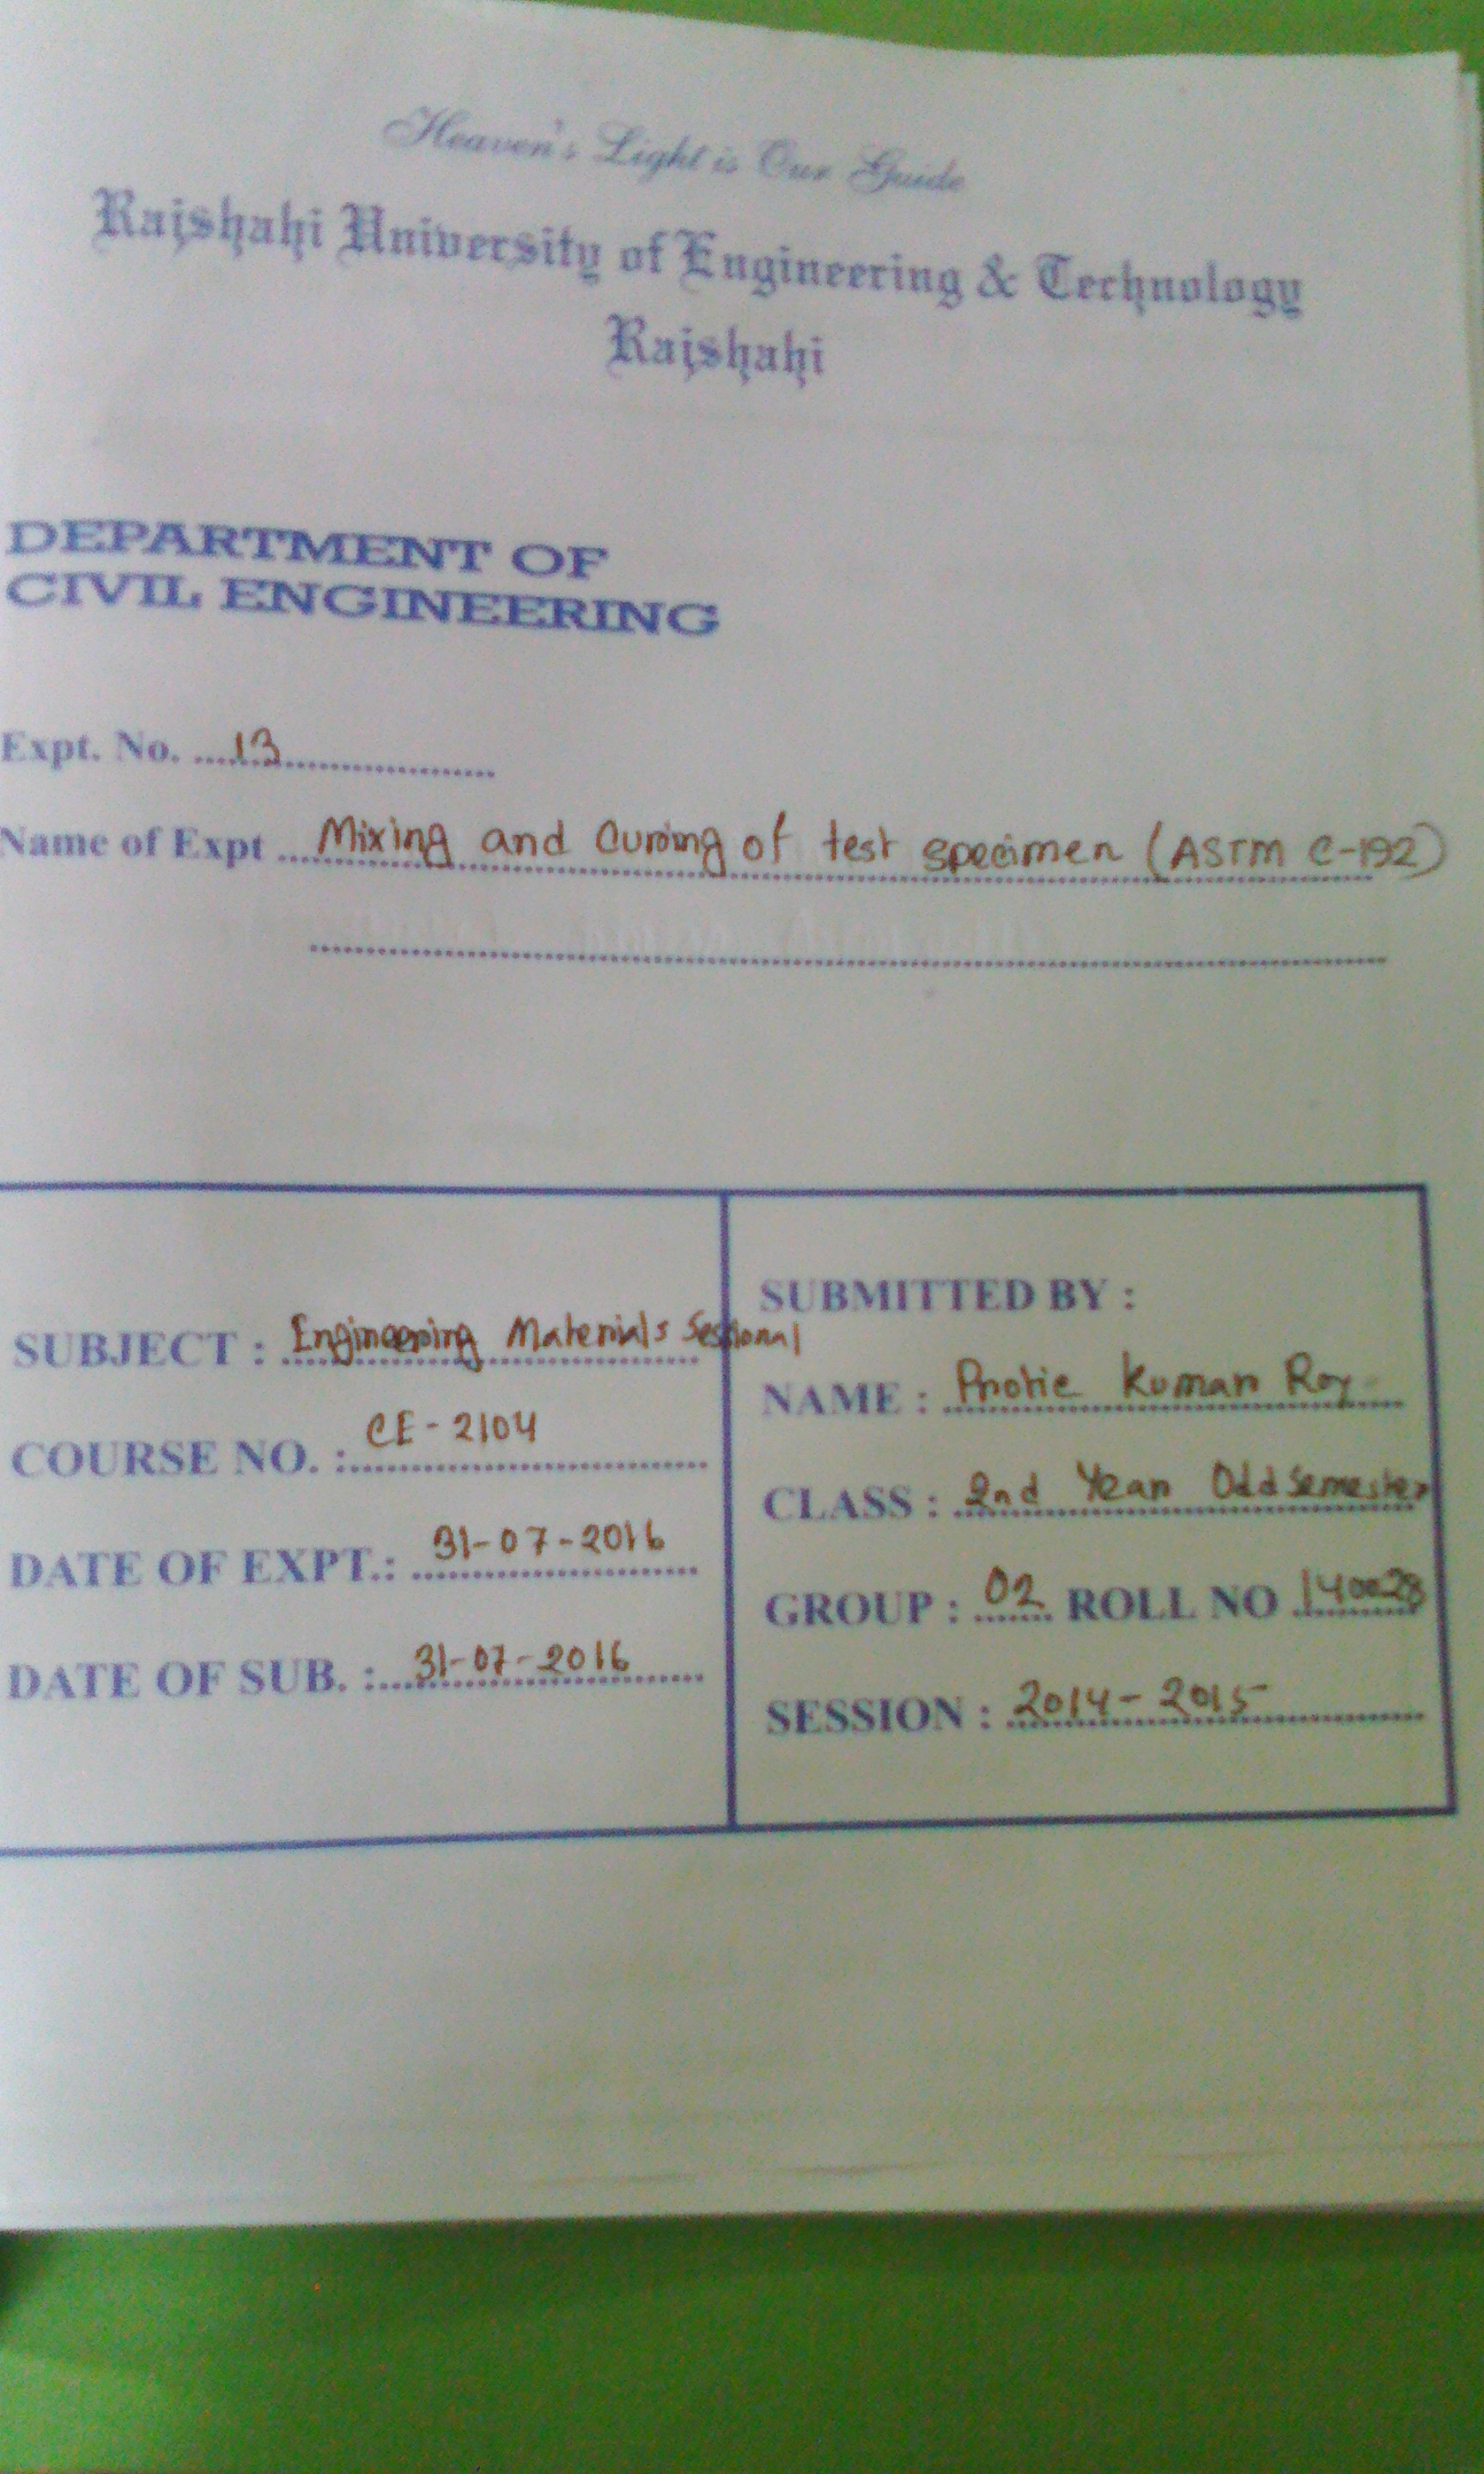 Heaven's Light is Our Guide
Rajshahi University of Engineering & Technology
Rajshahi
DEPARTMENT OF
CIVIL ENGINEERING
Expt. No. ....13....................
Name of Expt ....Mixing and Curing of test specimen (ASTM C-192)
SUBJECT : Engineering Materials Sessional
COURSE NO. : CE-2104
DATE OF EXPT.: 31-07-2016
DATE OF SUB. : 31-07-2016
SUBMITTED BY :
NAME : Protic Kumar Roy
CLASS : 2nd Year Odd Semester
GROUP : 02 ROLL NO 140028
SESSION : 2014-2015